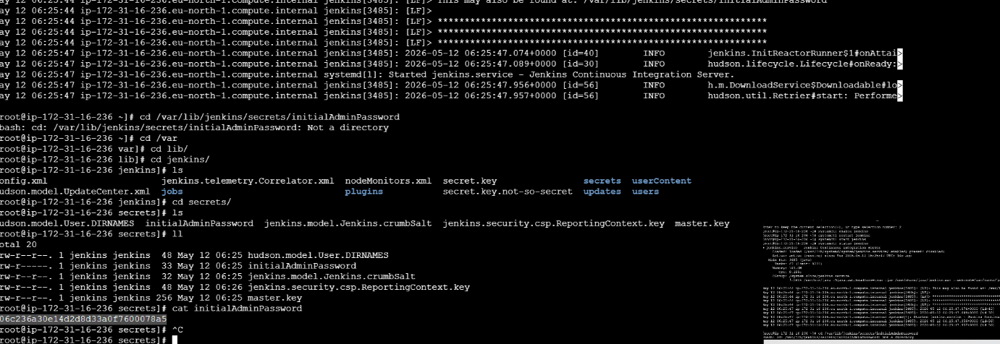 ay 12 06:25:44 ip-172-31-16-236.eu-north-1.compute.internal jenkins[3485]: [LF]> This may also be found at: /var/lib/jenkins/secrets/initialAdminPassword
ay 12 06:25:44 ip-172-31-16-236.eu-north-1.compute.internal jenkins[3485]: [LF]>
ay 12 06:25:44 ip-172-31-16-236.eu-north-1.compute.internal jenkins[3485]: [LF]> *************************************************************
ay 12 06:25:44 ip-172-31-16-236.eu-north-1.compute.internal jenkins[3485]: [LF]> *************************************************************
ay 12 06:25:44 ip-172-31-16-236.eu-north-1.compute.internal jenkins[3485]: [LF]> *************************************************************
ay 12 06:25:47 ip-172-31-16-236.eu-north-1.compute.internal jenkins[3485]: 2026-05-12 06:25:47.074+0000 [id=40] INFO jenkins.InitReactorRunner$1#onAttai>
ay 12 06:25:47 ip-172-31-16-236.eu-north-1.compute.internal jenkins[3485]: 2026-05-12 06:25:47.089+0000 [id=30] INFO hudson.lifecycle.Lifecycle#onReady:>
ay 12 06:25:47 ip-172-31-16-236.eu-north-1.compute.internal systemd[1]: Started jenkins.service - Jenkins Continuous Integration Server.
ay 12 06:25:47 ip-172-31-16-236.eu-north-1.compute.internal jenkins[3485]: 2026-05-12 06:25:47.956+0000 [id=56] INFO h.m.DownloadService$Downloadable#lo>
ay 12 06:25:47 ip-172-31-16-236.eu-north-1.compute.internal jenkins[3485]: 2026-05-12 06:25:47.957+0000 [id=56] INFO hudson.util.Retrier#start: Performe>
root@ip-172-31-16-236 ~]# cd /var/lib/jenkins/secrets/initialAdminPassword
bash: cd: /var/lib/jenkins/secrets/initialAdminPassword: Not a directory
root@ip-172-31-16-236 ~]# cd /var
root@ip-172-31-16-236 var]# cd lib/
root@ip-172-31-16-236 lib]# cd jenkins/
root@ip-172-31-16-236 jenkins]# ls
onfig.xml jenkins.telemetry.Correlator.xml nodeMonitors.xml secret.key secrets userContent
udson.model.UpdateCenter.xml jobs plugins secret.key.not-so-secret updates users
root@ip-172-31-16-236 jenkins]# cd secrets/
root@ip-172-31-16-236 secrets]# ls
udson.model.User.DIRNAMES initialAdminPassword jenkins.model.Jenkins.crumbSalt jenkins.security.csp.ReportingContext.key master.key
root@ip-172-31-16-236 secrets]# ll
otal 20
rw-r--r--. 1 jenkins jenkins 48 May 12 06:25 hudson.model.User.DIRNAMES
rw-r-----. 1 jenkins jenkins 33 May 12 06:25 initialAdminPassword
rw-r--r--. 1 jenkins jenkins 32 May 12 06:25 jenkins.model.Jenkins.crumbSalt
rw-r--r--. 1 jenkins jenkins 48 May 12 06:26 jenkins.security.csp.ReportingContext.key
rw-r--r--. 1 jenkins jenkins 256 May 12 06:25 master.key
root@ip-172-31-16-236 secrets]# cat initialAdminPassword
06c236a30e14d2d8d33a0f7600078a5
root@ip-172-31-16-236 secrets]# ^C
root@ip-172-31-16-236 secrets]#